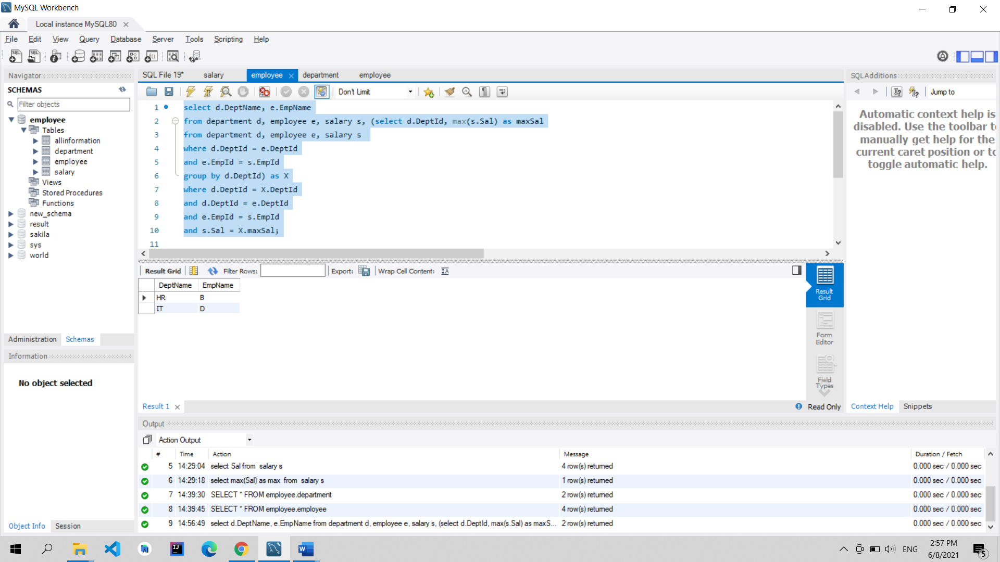 MySQL Workbench
Local instance MySQL80
File Edit View Query Database Server Tools Scripting Help
Navigator
SCHEMAS
Filter objects
employee
Tables
allinformation
department
employee
salary
Views
Stored Procedures
Functions
new_schema
result
sakila
sys
world
Administration Schemas
Information
No object selected
Object Info Session
SQL File 19* salary employee department employee
Don't Limit
1 select d.DeptName, e.EmpName
2 from department d, employee e, salary s, (select d.DeptId, max(s.Sal) as maxSal
3 from department d, employee e, salary s
4 where d.DeptId = e.DeptId
5 and e.EmpId = s.EmpId
6 group by d.DeptId) as X
7 where d.DeptId = X.DeptId
8 and d.DeptId = e.DeptId
9 and e.EmpId = s.EmpId
10 and s.Sal = X.maxSal;
11
Result Grid Filter Rows: Export: Wrap Cell Content:
DeptName EmpName
HR B
IT D
Result Grid
Form Editor
Field Types
Result 1
Read Only
SQLAdditions
Jump to
Automatic context help is
disabled. Use the toolbar to
manually get help for the
current caret position or to
toggle automatic help.
Context Help Snippets
Output
Action Output
# Time Action Message Duration / Fetch
5 14:29:04 select Sal from salary s 4 row(s) returned 0.000 sec / 0.000 sec
6 14:29:18 select max(Sal) as max from salary s 1 row(s) returned 0.000 sec / 0.000 sec
7 14:39:30 SELECT * FROM employee.department 2 row(s) returned 0.000 sec / 0.000 sec
8 14:39:45 SELECT * FROM employee.employee 4 row(s) returned 0.000 sec / 0.000 sec
9 14:56:49 select d.DeptName, e.EmpName from department d, employee e, salary s, (select d.DeptId, max(s.Sal) as maxS... 2 row(s) returned 0.000 sec / 0.000 sec
ENG
2:57 PM
6/8/2021
5